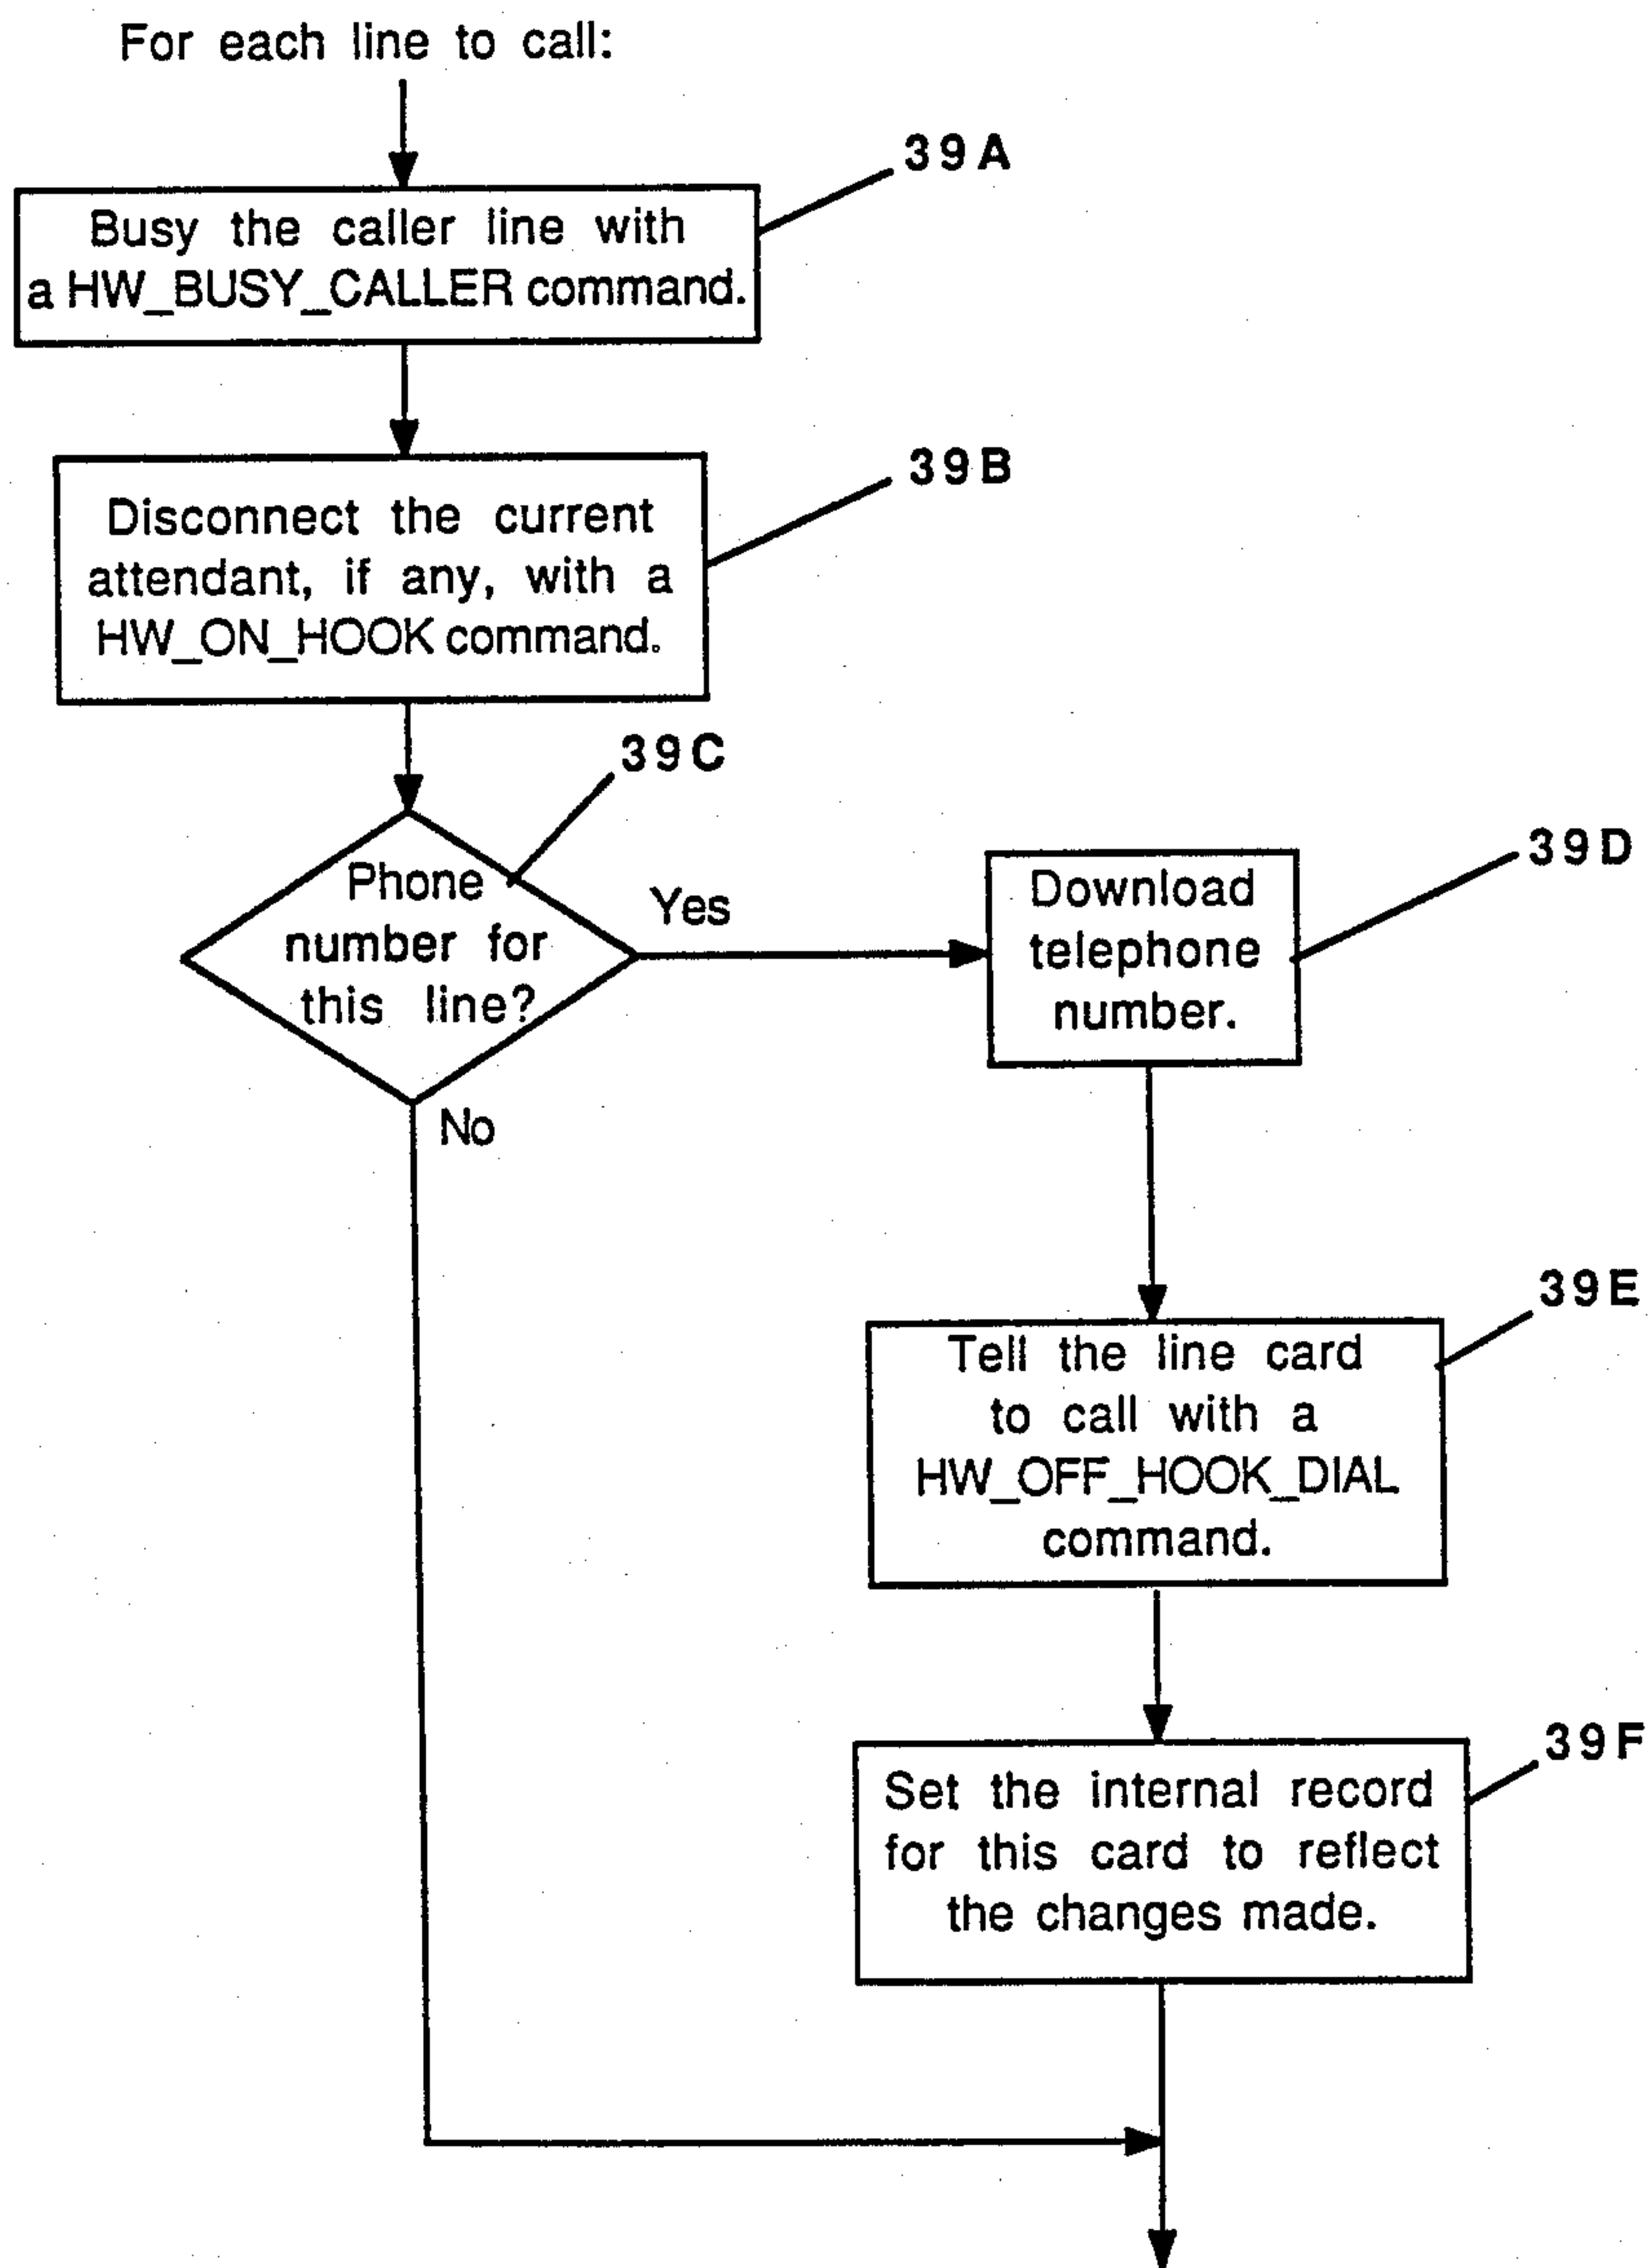 For each line to call:
39A
Busy the caller line with
a HW_BUSY_CALLER command.
39B
Disconnect the current
attendant, if any, with a
HW_ON_HOOK command.
39C
Phone
number for
this line?
Yes
No
39D
Download
telephone
number.
39E
Tell the line card
to call with a
HW_OFF_HOOK_DIAL
command.
39F
Set the internal record
for this card to reflect
the changes made.